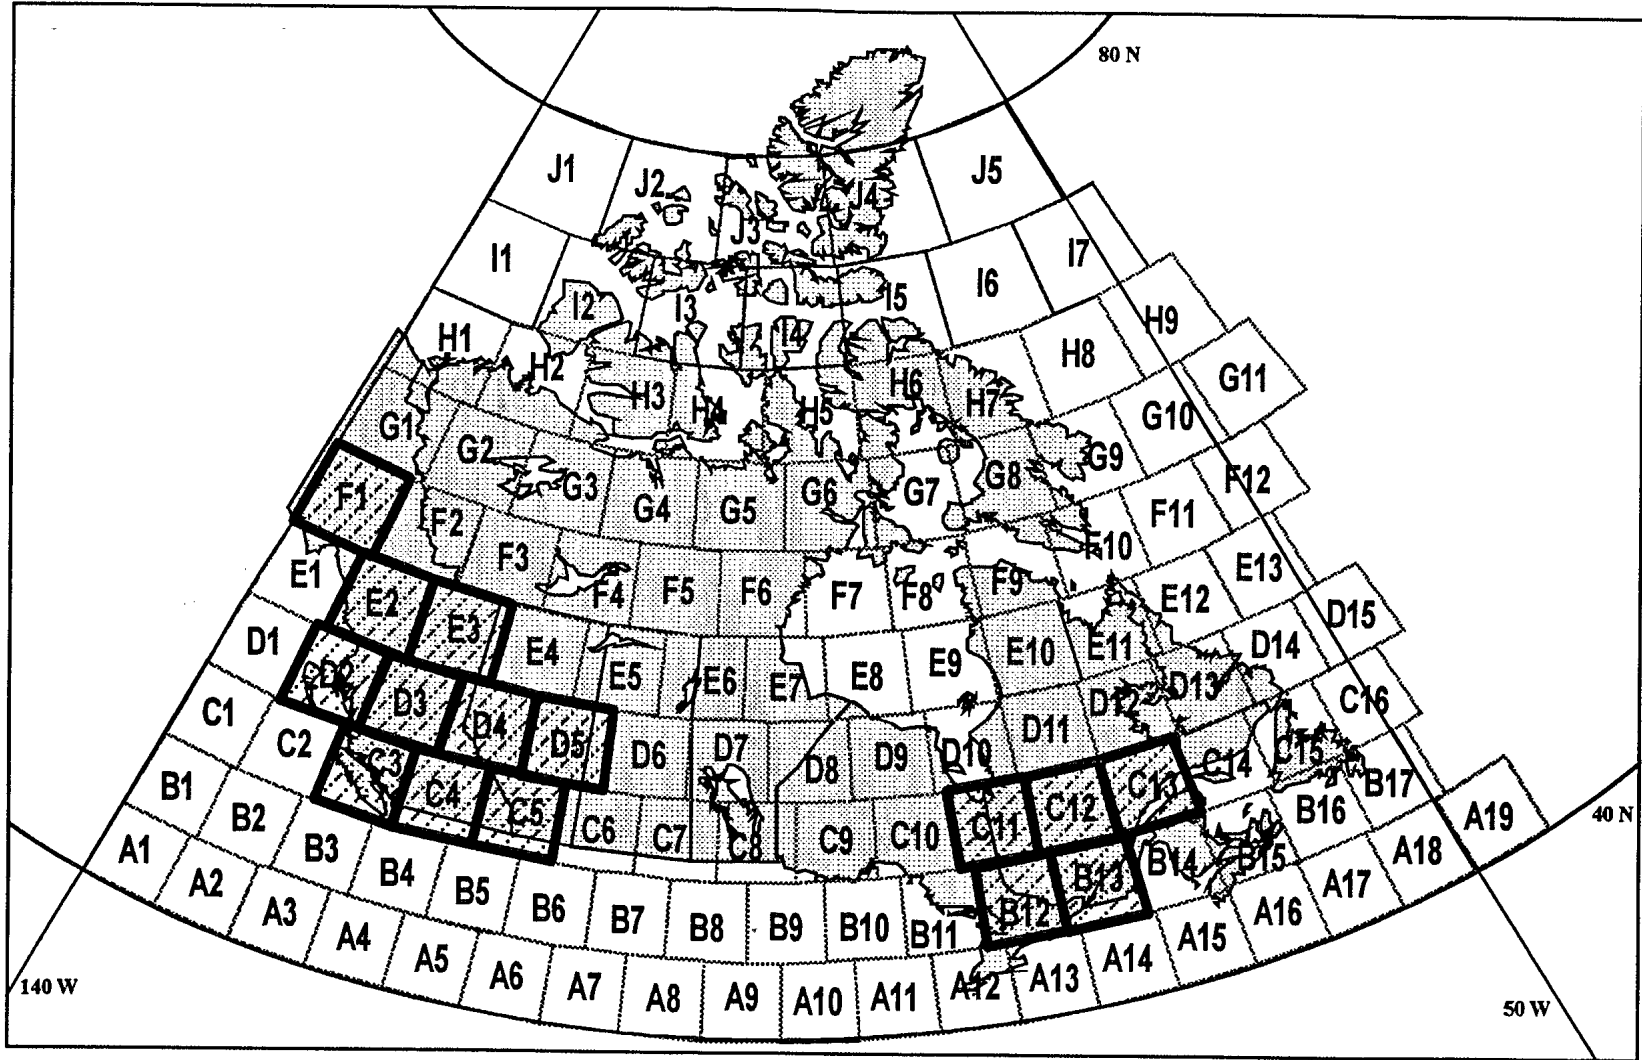 80 N
J1 J2 J3 J4 J5
I1 I2 I3 I4 I5 I6 I7
H1 H2 H3 H4 H5 H6 H7 H8 H9
G1 G2 G3 G4 G5 G6 G7 G8 G9 G10 G11
F1 F2 F3 F4 F5 F6 F7 F8 F9 F10 F11 F12
E1 E2 E3 E4 E5 E6 E7 E8 E9 E10 E11 E12 E13
D1 D2 D3 D4 D5 D6 D7 D8 D9 D10 D11 D12 D13 D14 D15
C1 C2 C3 C4 C5 C6 C7 C8 C9 C10 C11 C12 C13 C14 C15 C16
B1 B2 B3 B4 B5 B6 B7 B8 B9 B10 B11 B12 B13 B14 B15 B16 B17
A1 A2 A3 A4 A5 A6 A7 A8 A9 A10 A11 A12 A13 A14 A15 A16 A17 A18 A19
40 N
140 W
50 W